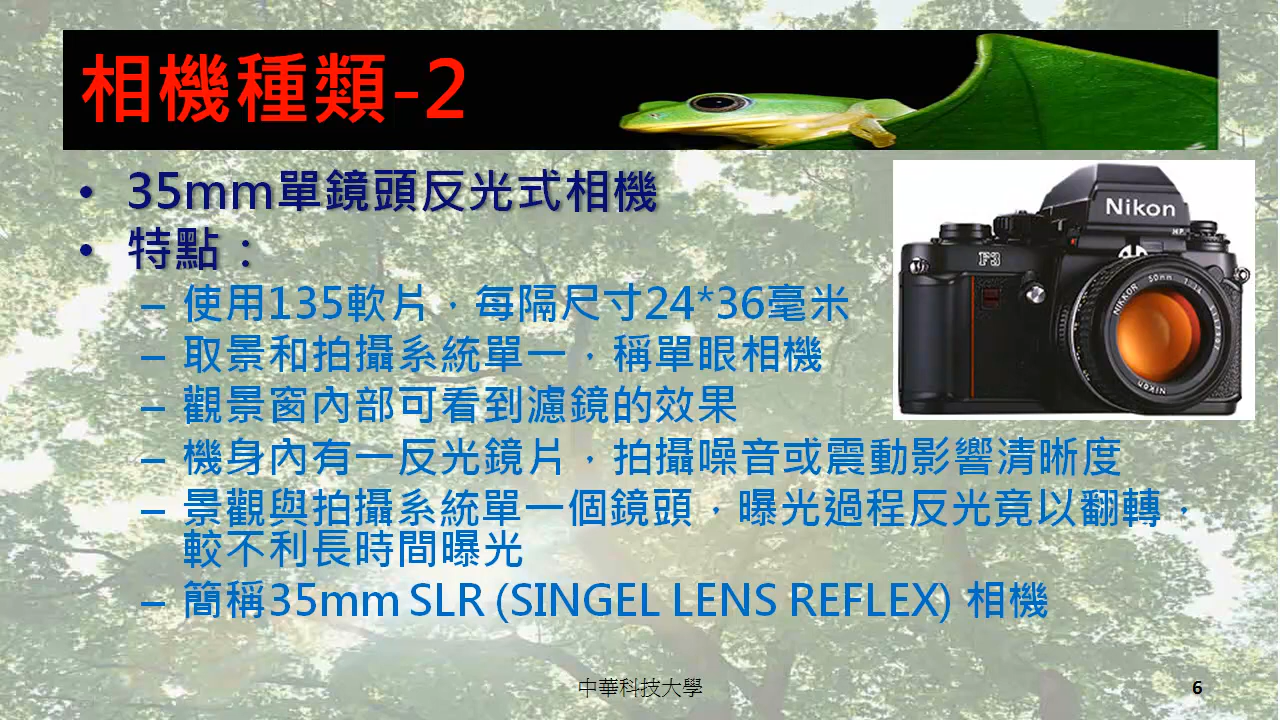 相機種類-2
• 35mm單鏡頭反光式相機
• 特點：
– 使用135軟片，每隔尺寸24*36毫米
– 取景和拍攝系統單一，稱單眼相機
– 觀景窗內部可看到濾鏡的效果
– 機身內有一反光鏡片，拍攝噪音或震動影響清晰度
– 景觀與拍攝系統單一個鏡頭，曝光過程反光竟以翻轉，
較不利長時間曝光
– 簡稱35mm SLR (SINGEL LENS REFLEX) 相機
Nikon
HP
F3
NIKKOR 50mm
NIKON
中華科技大學
6